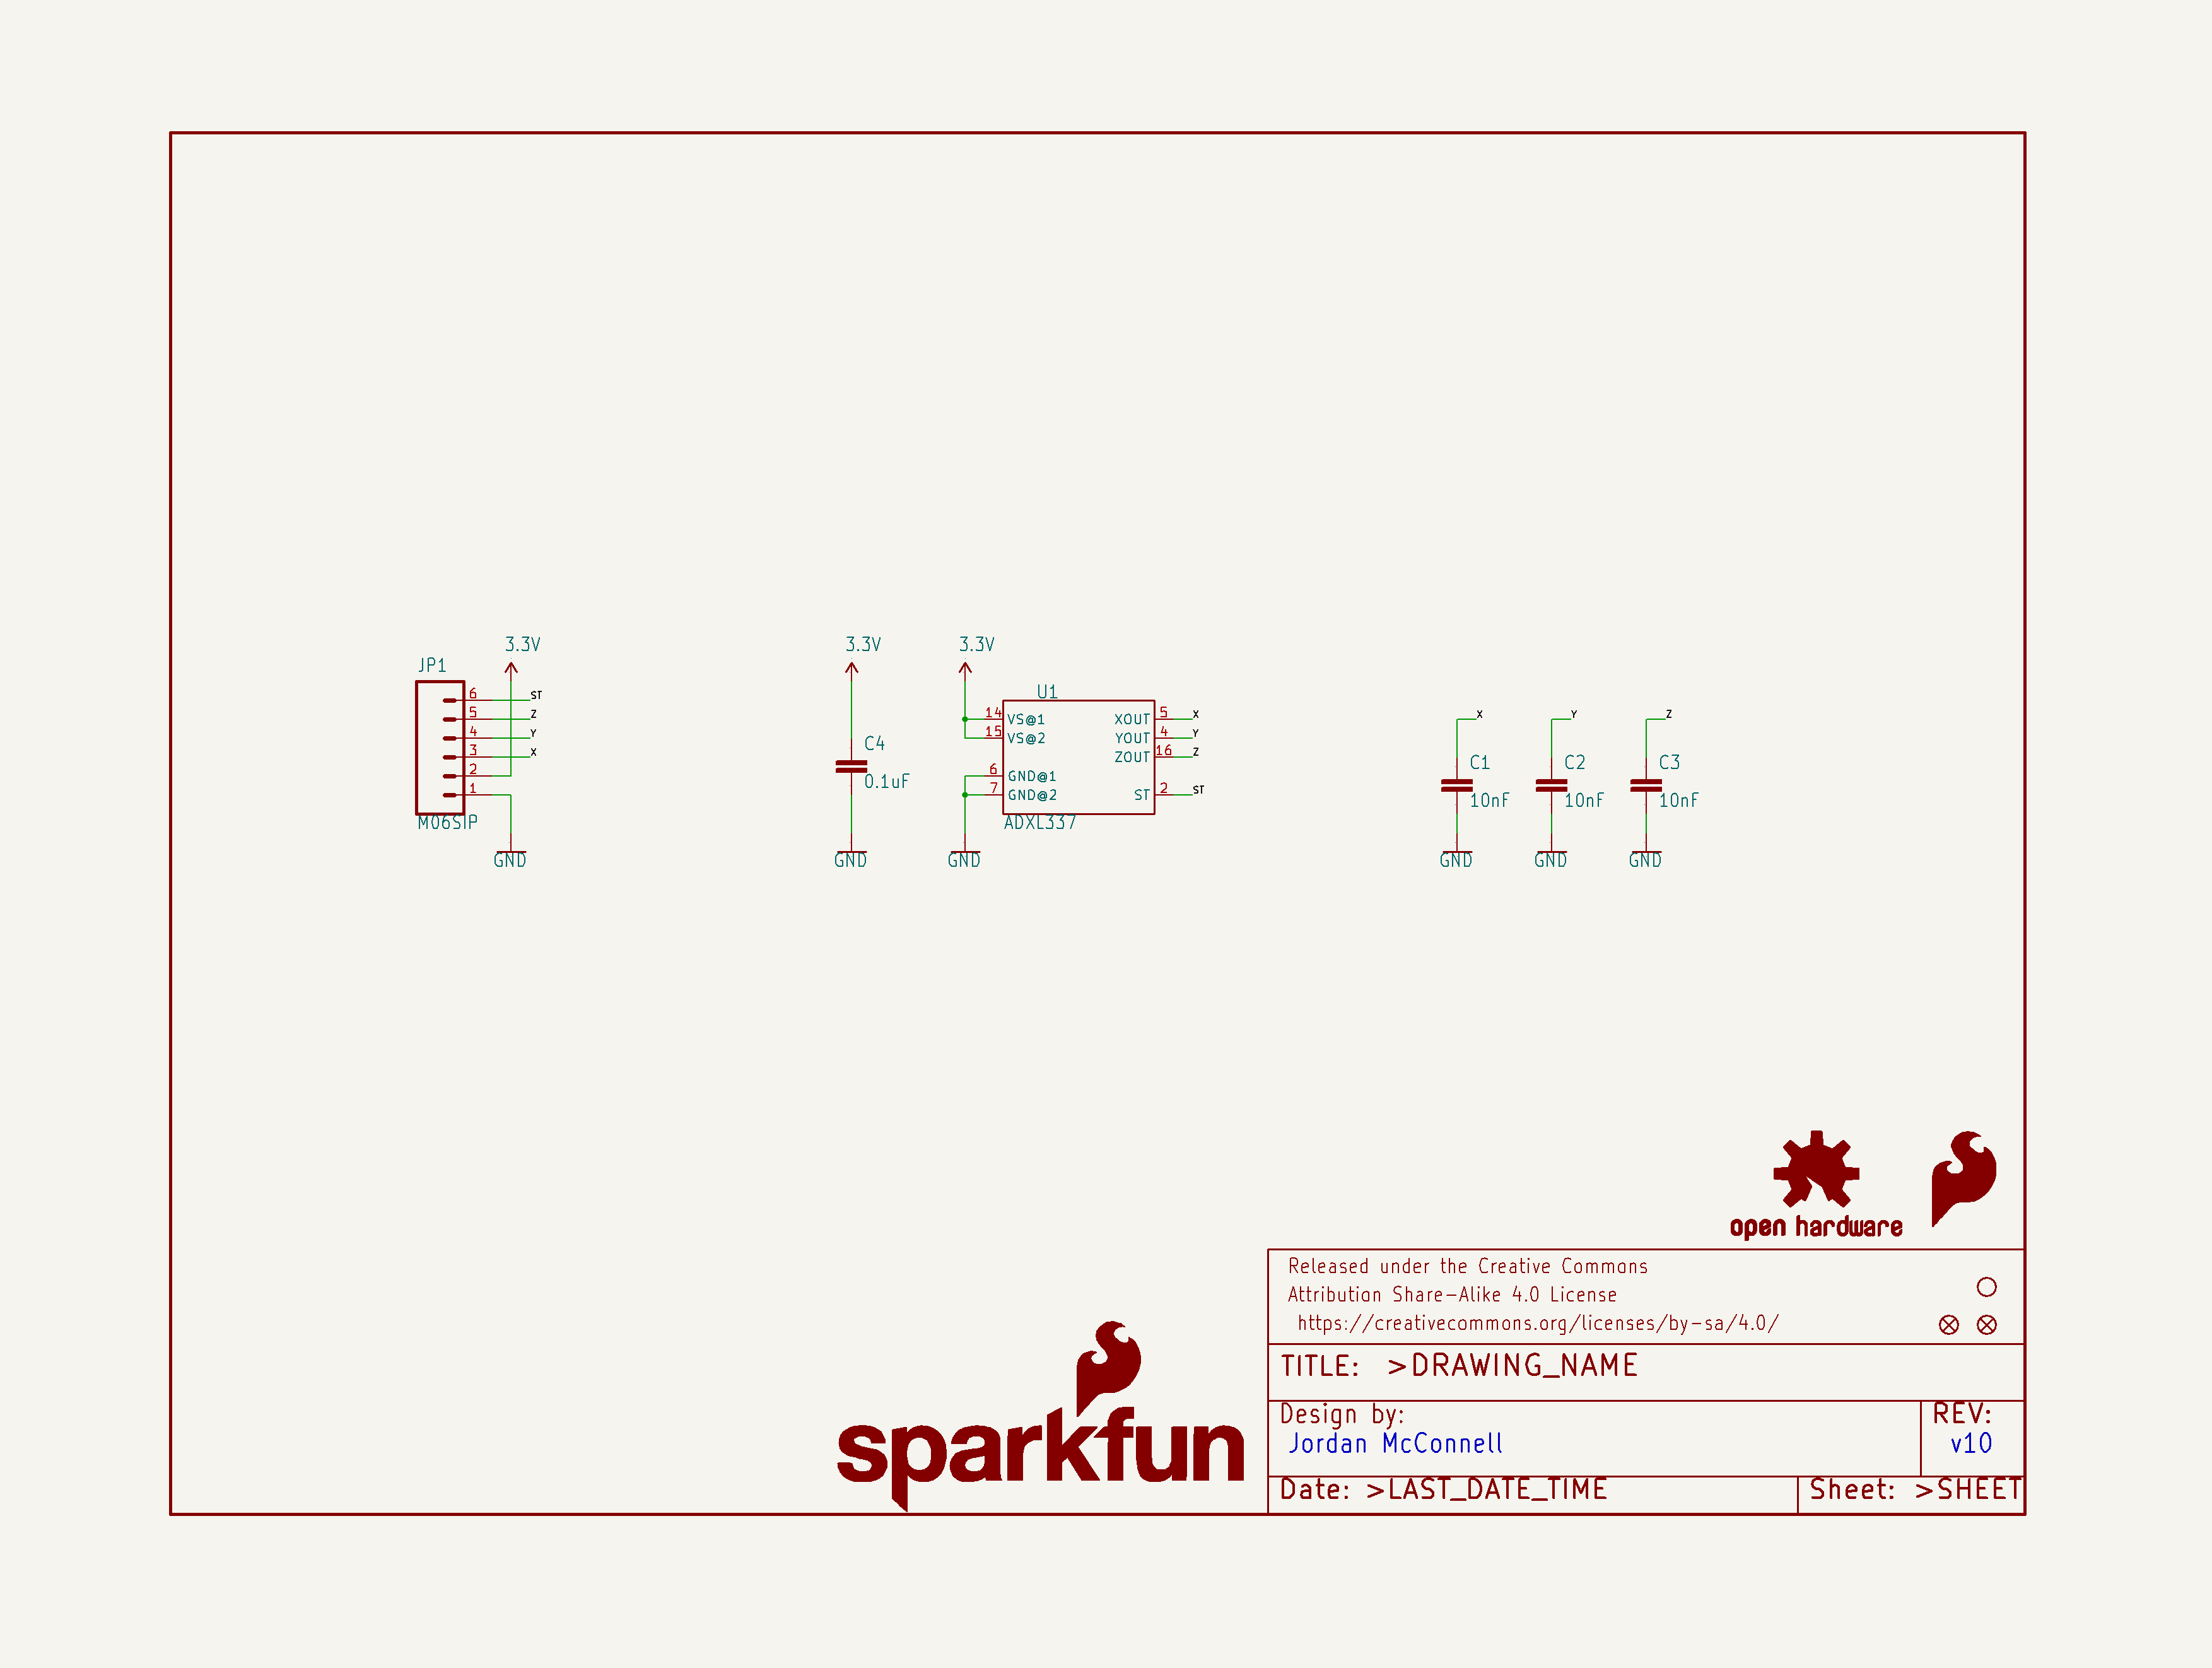 3.3V
JP1
6 ST
5 Z
4 Y
3 X
2
1
M06SIP
GND
3.3V
C4
0.1uF
GND
3.3V
U1
14 VS@1 XOUT 5 X
15 VS@2 YOUT 4 Y
ZOUT 16 Z
6 GND@1
7 GND@2 ST 2 ST
ADXL337
GND
X
C1
10nF
GND
Y
C2
10nF
GND
Z
C3
10nF
GND
open hardware
sparkfun
Released under the Creative Commons
Attribution Share-Alike 4.0 License
https://creativecommons.org/licenses/by-sa/4.0/
TITLE: >DRAWING_NAME
Design by: REV:
Jordan McConnell v10
Date: >LAST_DATE_TIME Sheet: >SHEET